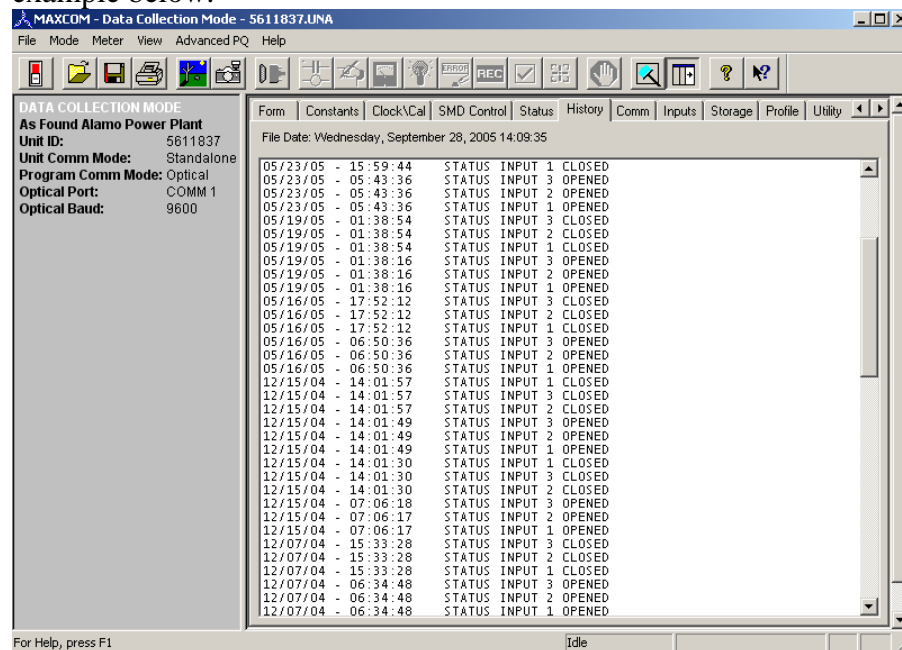 example below.
MAXCOM - Data Collection Mode - 5611837.UNA
File Mode Meter View Advanced PQ Help
ERROR REC
DATA COLLECTION MODE
As Found Alamo Power Plant
Unit ID: 5611837
Unit Comm Mode: Standalone
Program Comm Mode: Optical
Optical Port: COMM 1
Optical Baud: 9600
Form Constants Clock\Cal SMD Control Status History Comm Inputs Storage Profile Utility
File Date: Wednesday, September 28, 2005 14:09:35
05/23/05 - 15:59:44 STATUS INPUT 1 CLOSED
05/23/05 - 05:43:36 STATUS INPUT 3 OPENED
05/23/05 - 05:43:36 STATUS INPUT 2 OPENED
05/23/05 - 05:43:36 STATUS INPUT 1 OPENED
05/19/05 - 01:38:54 STATUS INPUT 3 CLOSED
05/19/05 - 01:38:54 STATUS INPUT 2 CLOSED
05/19/05 - 01:38:54 STATUS INPUT 1 CLOSED
05/19/05 - 01:38:16 STATUS INPUT 3 OPENED
05/19/05 - 01:38:16 STATUS INPUT 2 OPENED
05/19/05 - 01:38:16 STATUS INPUT 1 OPENED
05/16/05 - 17:52:12 STATUS INPUT 3 CLOSED
05/16/05 - 17:52:12 STATUS INPUT 2 CLOSED
05/16/05 - 17:52:12 STATUS INPUT 1 CLOSED
05/16/05 - 06:50:36 STATUS INPUT 3 OPENED
05/16/05 - 06:50:36 STATUS INPUT 2 OPENED
05/16/05 - 06:50:36 STATUS INPUT 1 OPENED
12/15/04 - 14:01:57 STATUS INPUT 1 CLOSED
12/15/04 - 14:01:57 STATUS INPUT 3 CLOSED
12/15/04 - 14:01:57 STATUS INPUT 2 CLOSED
12/15/04 - 14:01:49 STATUS INPUT 3 OPENED
12/15/04 - 14:01:49 STATUS INPUT 2 OPENED
12/15/04 - 14:01:49 STATUS INPUT 1 OPENED
12/15/04 - 14:01:30 STATUS INPUT 1 CLOSED
12/15/04 - 14:01:30 STATUS INPUT 3 CLOSED
12/15/04 - 14:01:30 STATUS INPUT 2 CLOSED
12/15/04 - 07:06:18 STATUS INPUT 3 OPENED
12/15/04 - 07:06:17 STATUS INPUT 2 OPENED
12/15/04 - 07:06:17 STATUS INPUT 1 OPENED
12/07/04 - 15:33:28 STATUS INPUT 3 CLOSED
12/07/04 - 15:33:28 STATUS INPUT 2 CLOSED
12/07/04 - 15:33:28 STATUS INPUT 1 CLOSED
12/07/04 - 06:34:48 STATUS INPUT 3 OPENED
12/07/04 - 06:34:48 STATUS INPUT 2 OPENED
12/07/04 - 06:34:48 STATUS INPUT 1 OPENED
For Help, press F1 Idle